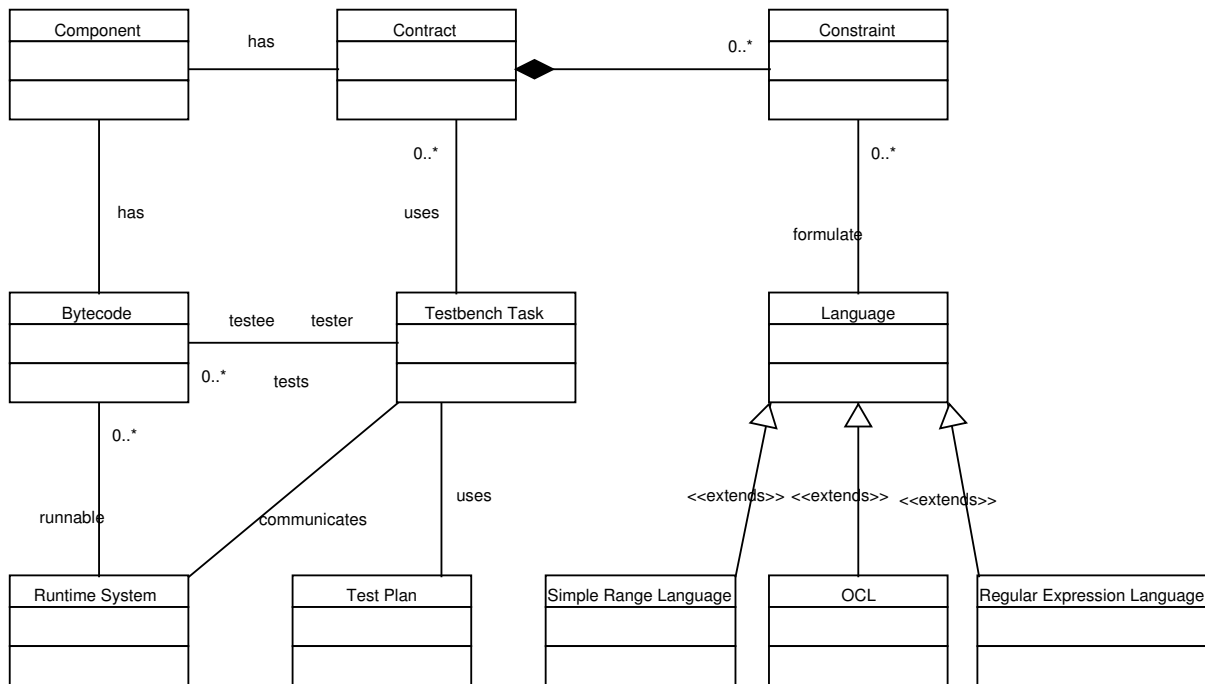 Component
has
Contract
0..*
Constraint
0..*
0..*
has
uses
formulate
Bytecode
testee
tester
Testbench Task
Language
0..*
tests
0..*
<<extends>>
<<extends>>
<<extends>>
uses
runnable
communicates
Runtime System
Test Plan
Simple Range Language
OCL
Regular Expression Language